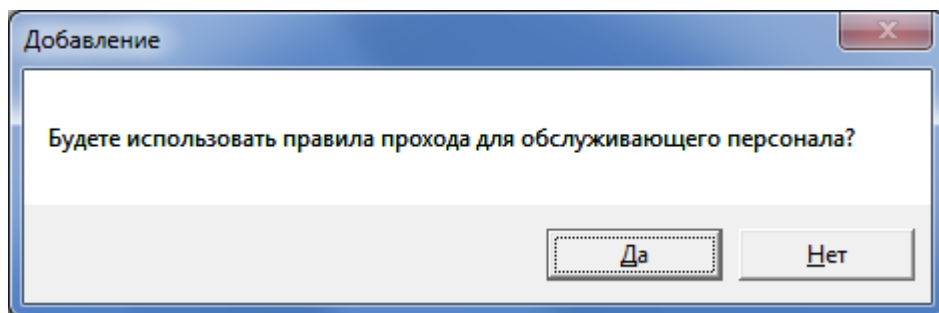 Добавление
Будете использовать правила прохода для обслуживающего персонала?
Да
Нет